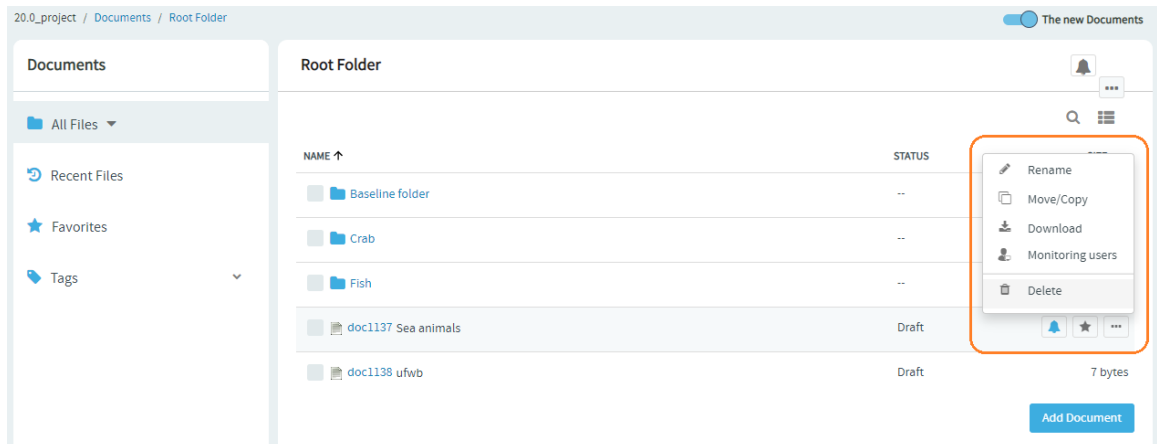 20.0_project / Documents / Root Folder
The new Documents
Documents
All Files
Recent Files
Favorites
Tags
Root Folder
NAME
STATUS
Baseline folder
--
Crab
--
Fish
--
doc1137 Sea animals
Draft
doc1138 ufwb
Draft
7 bytes
Rename
Move/Copy
Download
Monitoring users
Delete
Add Document